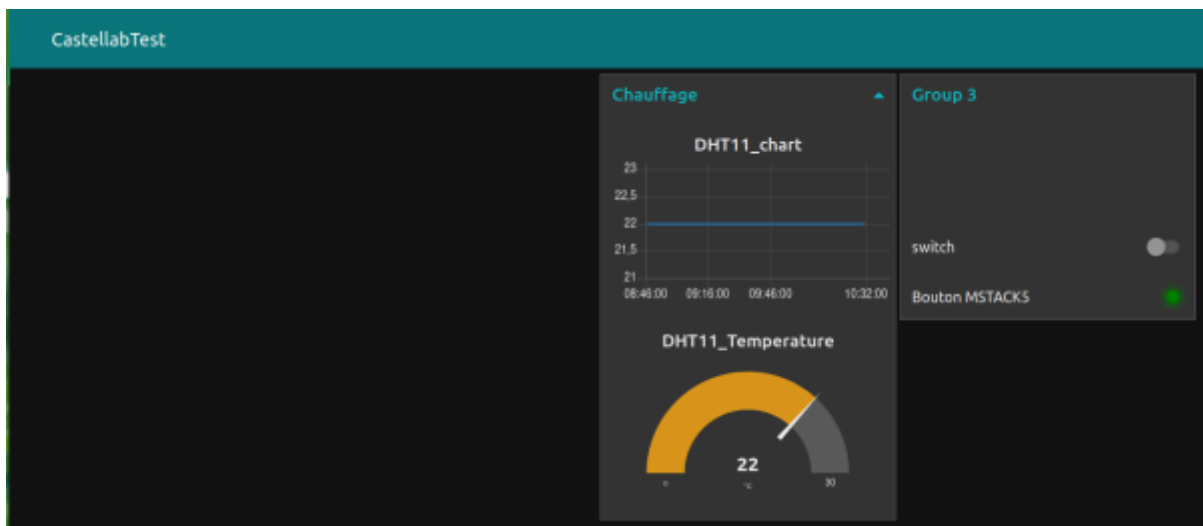 CastellabTest
Chauffage
DHT11_chart
23
22,5
22
21,5
21
08:46:00 09:16:00 09:46:00 10:32:00
DHT11_Temperature
22
0 °C 30
Group 3
switch
Bouton MSTACK5